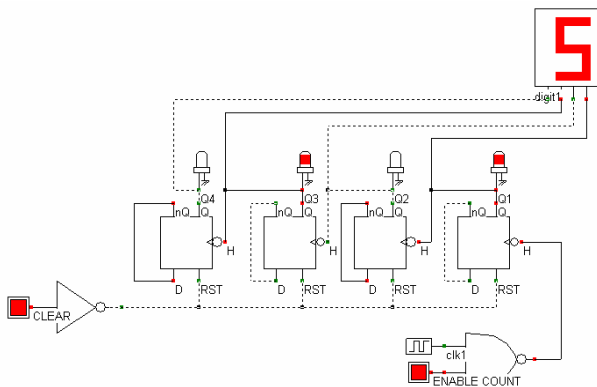 5
digit1
Q4 Q3 Q2 Q1
nQ Q nQ Q nQ Q nQ Q
H H H H
D RST D RST D RST D RST
CLEAR
clk1
ENABLE COUNT